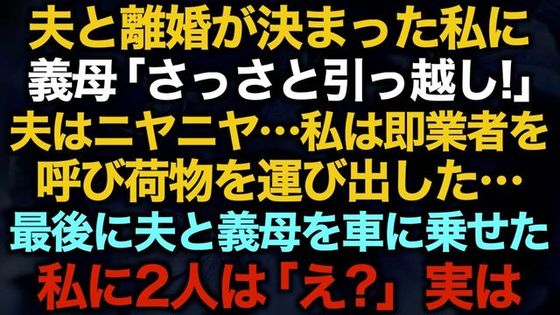 夫と離婚が決まった私に
義母｢さっさと引っ越し!｣
夫はニヤニヤ…私は即業者を
呼び荷物を運び出した…
最後に夫と義母を車に乗せた
私に2人は｢え?｣ 実は